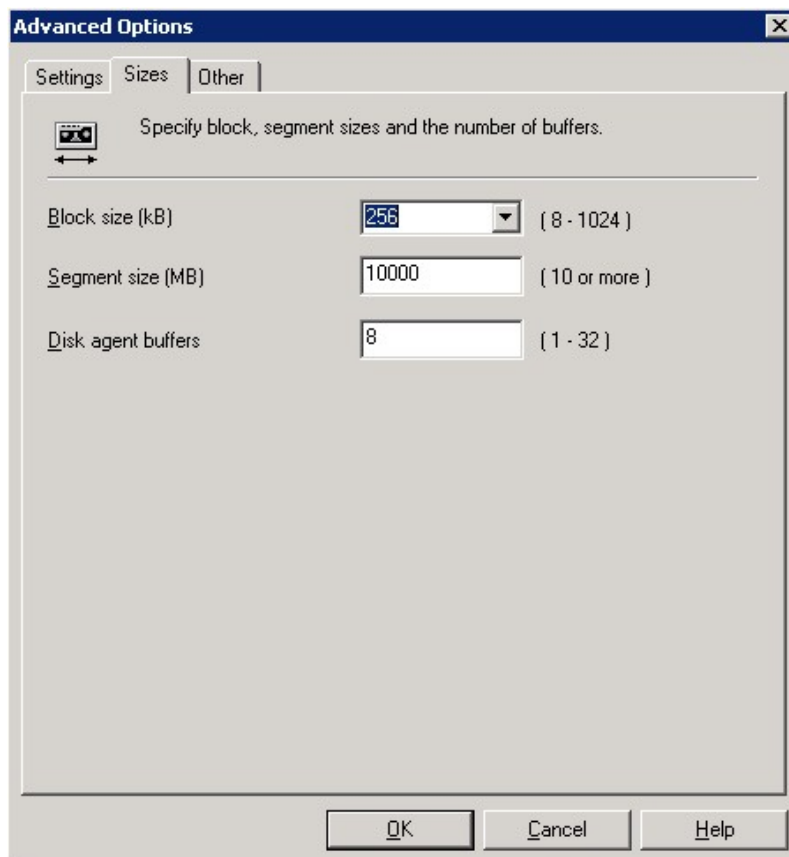 Advanced Options
Settings Sizes Other
Specify block, segment sizes and the number of buffers.
Block size (kB) 256 ( 8 - 1024 )
Segment size (MB) 10000 ( 10 or more )
Disk agent buffers 8 ( 1 - 32 )
OK Cancel Help